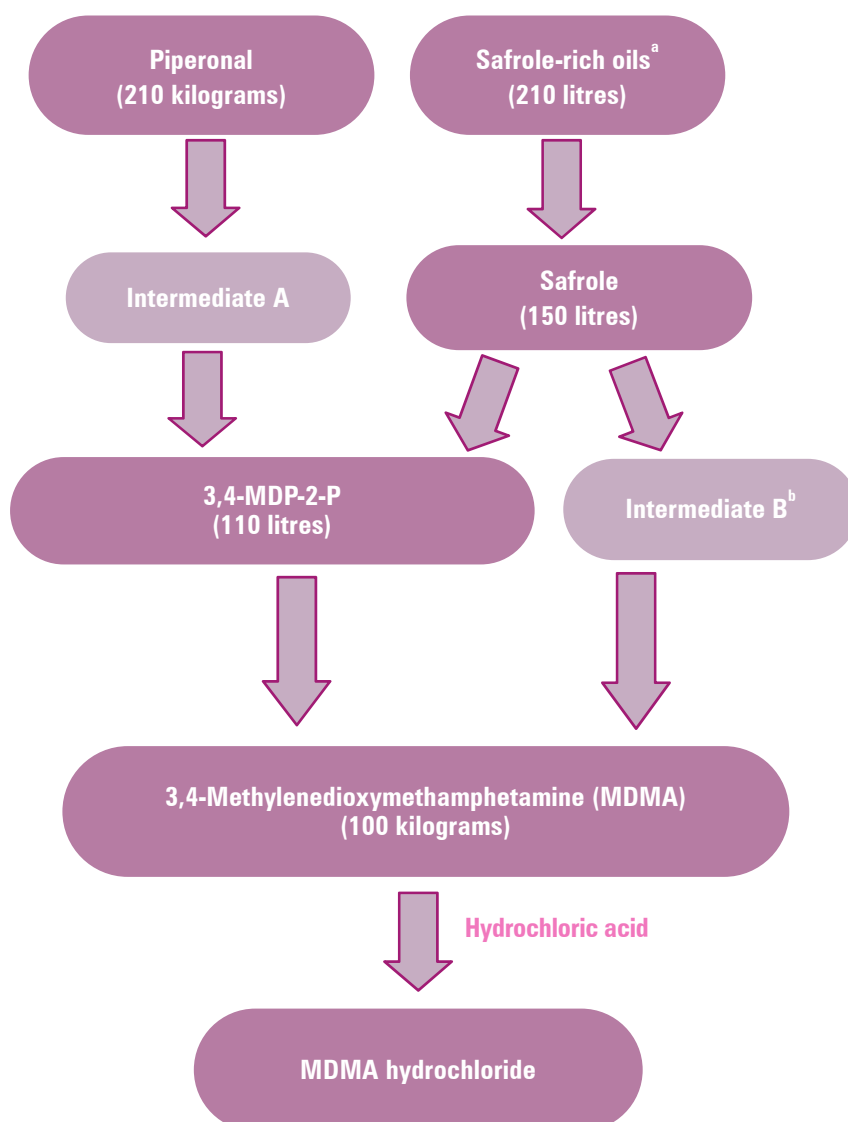 Piperonal
(210 kilograms)
Safrole-rich oils^a
(210 litres)
Intermediate A
Safrole
(150 litres)
3,4-MDP-2-P
(110 litres)
Intermediate B^b
3,4-Methylenedioxymethamphetamine (MDMA)
(100 kilograms)
Hydrochloric acid
MDMA hydrochloride